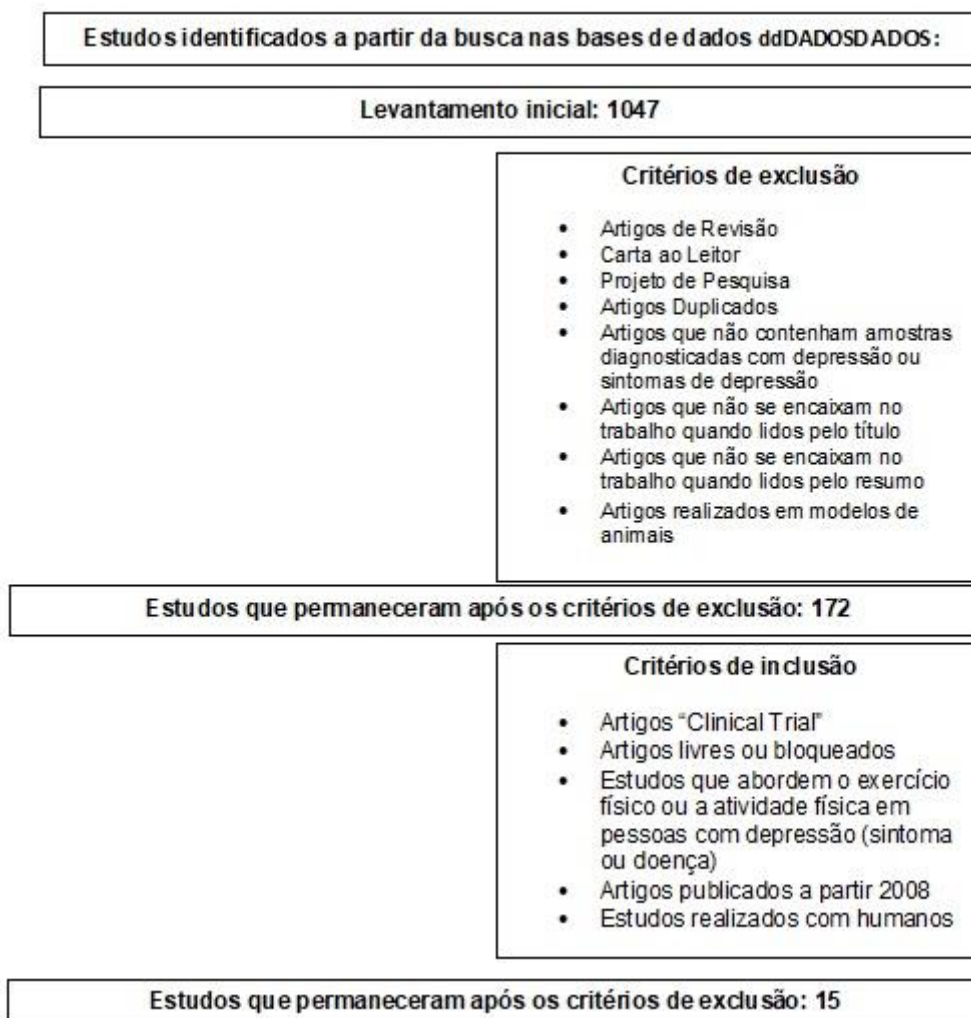 Estudos identificados a partir da busca nas bases de dados ddDADOSDADOS:
Levantamento inicial: 1047
Critérios de exclusão
• Artigos de Revisão
• Carta ao Leitor
• Projeto de Pesquisa
• Artigos Duplicados
• Artigos que não contenham amostras
diagnosticadas com depressão ou
sintomas de depressão
• Artigos que não se encaixam no
trabalho quando lidos pelo título
• Artigos que não se encaixam no
trabalho quando lidos pelo resumo
• Artigos realizados em modelos de
animais
Estudos que permaneceram após os critérios de exclusão: 172
Critérios de inclusão
• Artigos “Clinical Trial”
• Artigos livres ou bloqueados
• Estudos que abordem o exercício
físico ou a atividade física em
pessoas com depressão (sintoma
ou doença)
• Artigos publicados a partir 2008
• Estudos realizados com humanos
Estudos que permaneceram após os critérios de exclusão: 15